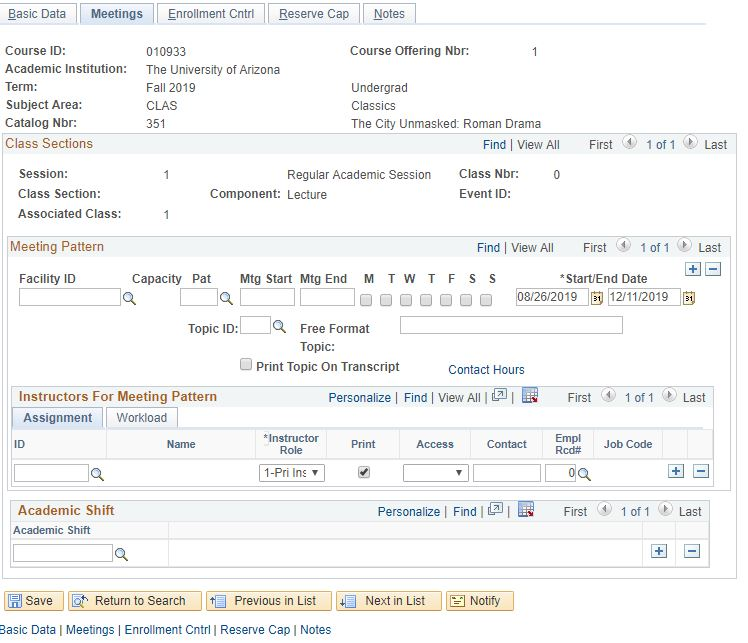 Basic Data Meetings Enrollment Cntrl Reserve Cap Notes
Course ID: 010933 Course Offering Nbr: 1
Academic Institution: The University of Arizona
Term: Fall 2019 Undergrad
Subject Area: CLAS Classics
Catalog Nbr: 351 The City Unmasked: Roman Drama
Class Sections Find | View All First 1 of 1 Last
Session: 1 Regular Academic Session Class Nbr: 0
Class Section: Component: Lecture Event ID:
Associated Class: 1
Meeting Pattern Find | View All First 1 of 1 Last
Facility ID Capacity Pat Mtg Start Mtg End M T W T F S S *Start/End Date
08/26/2019 31 12/11/2019 31
Topic ID: Free Format
Topic:
Print Topic On Transcript Contact Hours
Instructors For Meeting Pattern Personalize | Find | View All | | First 1 of 1 Last
Assignment Workload
ID Name *Instructor Role Print Access Contact Empl Rcd# Job Code
1-Pri Ins 0
Academic Shift Personalize | Find | | First 1 of 1 Last
Academic Shift
Save Return to Search Previous in List Next in List Notify
Basic Data | Meetings | Enrollment Cntrl | Reserve Cap | Notes